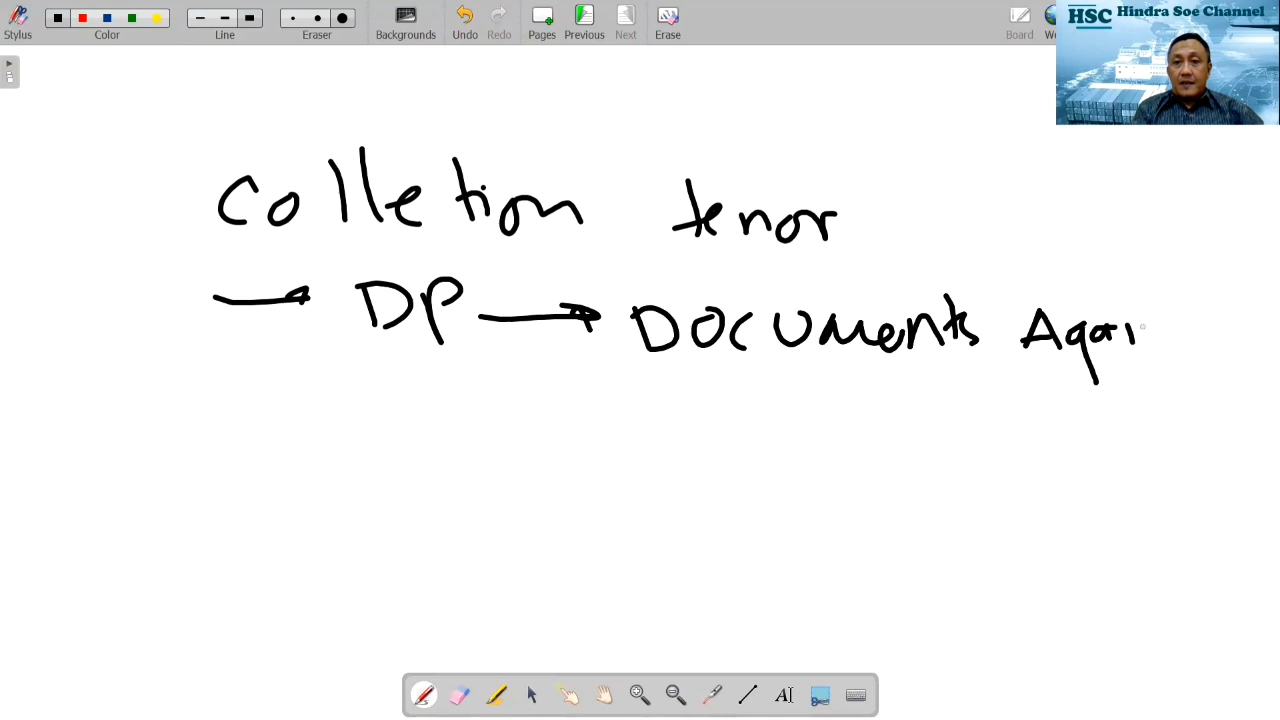 Stylus
Color
Line
Eraser
Backgrounds
Undo
Redo
Pages
Previous
Next
Erase
Board
HSC Hindra Soe Channel
Colletion tenor
→ DP → Documents Agai
AI